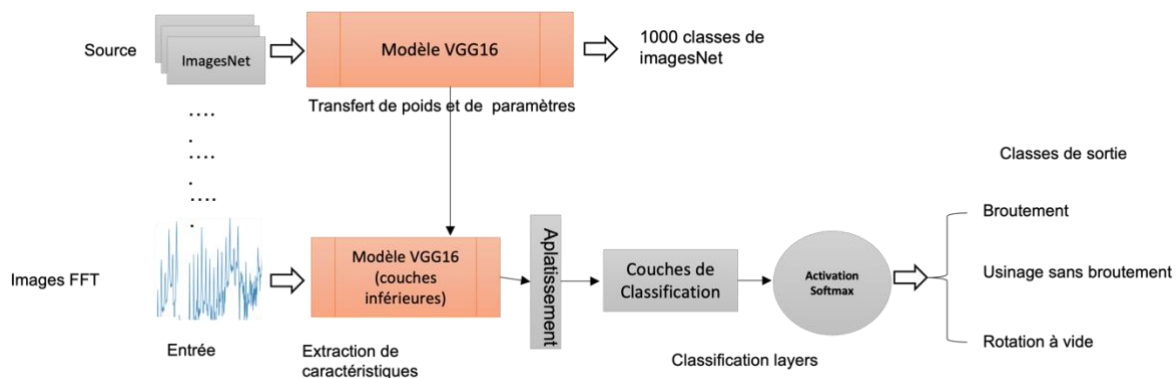 Source
ImagesNet
Modèle VGG16
1000 classes de
imagesNet
Transfert de poids et de paramètres
....
.
....
.
....
.
Classes de sortie
Images FFT
Modèle VGG16
(couches
inférieures)
Aplatissement
Couches de
Classification
Activation
Softmax
Broutement
Usinage sans broutement
Rotation à vide
Entrée
Extraction de
caractéristiques
Classification layers